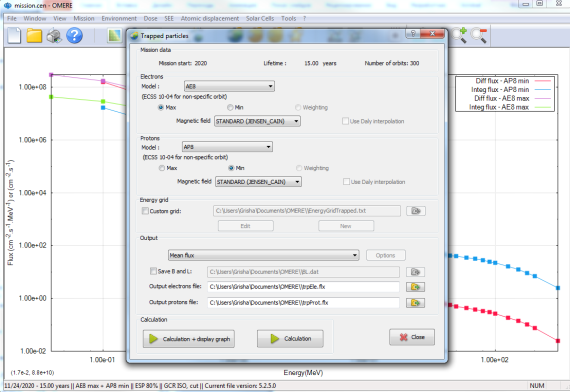 mission.cen - OMERE
File Window View Mission Environment Dose SEE Atomic displacement Solar Cells Tools ?
Trapped particles
Mission data
Mission start: 2020 Lifetime : 15.00 years Number of orbits: 300
Electrons
Model : AE8
(ECSS 10-04 for non-specific orbit)
Max Min Weighting
Magnetic field STANDARD (JENSEN_CAIN) Use Daly interpolation
Protons
Model : AP8
(ECSS 10-04 for non-specific orbit)
Max Min Weighting
Magnetic field STANDARD (JENSEN_CAIN) Use Daly interpolation
Energy grid
Custom grid: C:\Users\Grisha\Documents\OMERE\\EnergyGridTrapped.txt
Edit New
Output
Mean flux Options
Save B and L: C:\Users\Grisha\Documents\OMERE\\BL.dat
Output electrons file: C:\Users\Grisha\Documents\OMERE\\trpEle.flx
Output protons file: C:\Users\Grisha\Documents\OMERE\\trpProt.flx
Calculation
Calculation + display graph Calculation Close
Diff flux - AP8 min
Integ flux - AP8 min
Diff flux - AE8 max
Integ flux - AE8 max
Flux (cm-2.s-1.MeV-1) or (cm-2.s-1)
1.00e+08
1.00e+06
1.00e+04
1.00e+02
1.00e+00
1.00e-02
1.00e-01 1.00e+02
Energy(MeV)
(1.7e-2, 8.8e+10)
11/24/2020 - 15.00 years || AE8 max + AP8 min || ESP 80% || GCR ISO, cut || Current file version: 5.2.5.0 NUM